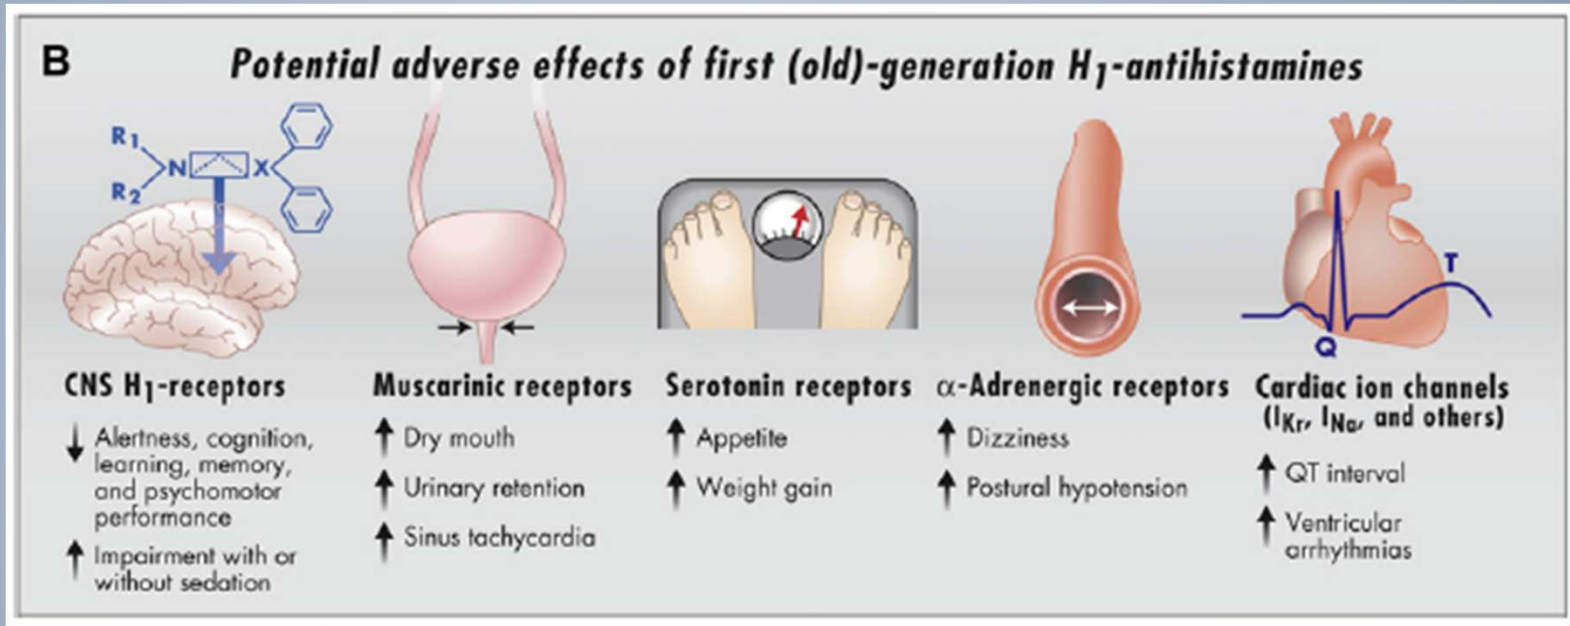 B
Potential adverse effects of first (old)-generation H1-antihistamines
R1
R2
N
X
CNS H1-receptors
↓ Alertness, cognition,
learning, memory,
and psychomotor
performance
↑ Impairment with or
without sedation
Muscarinic receptors
↑ Dry mouth
↑ Urinary retention
↑ Sinus tachycardia
Serotonin receptors
↑ Appetite
↑ Weight gain
α-Adrenergic receptors
↑ Dizziness
↑ Postural hypotension
Q
T
Cardiac ion channels
(IKr, INa, and others)
↑ QT interval
↑ Ventricular
arrhythmias